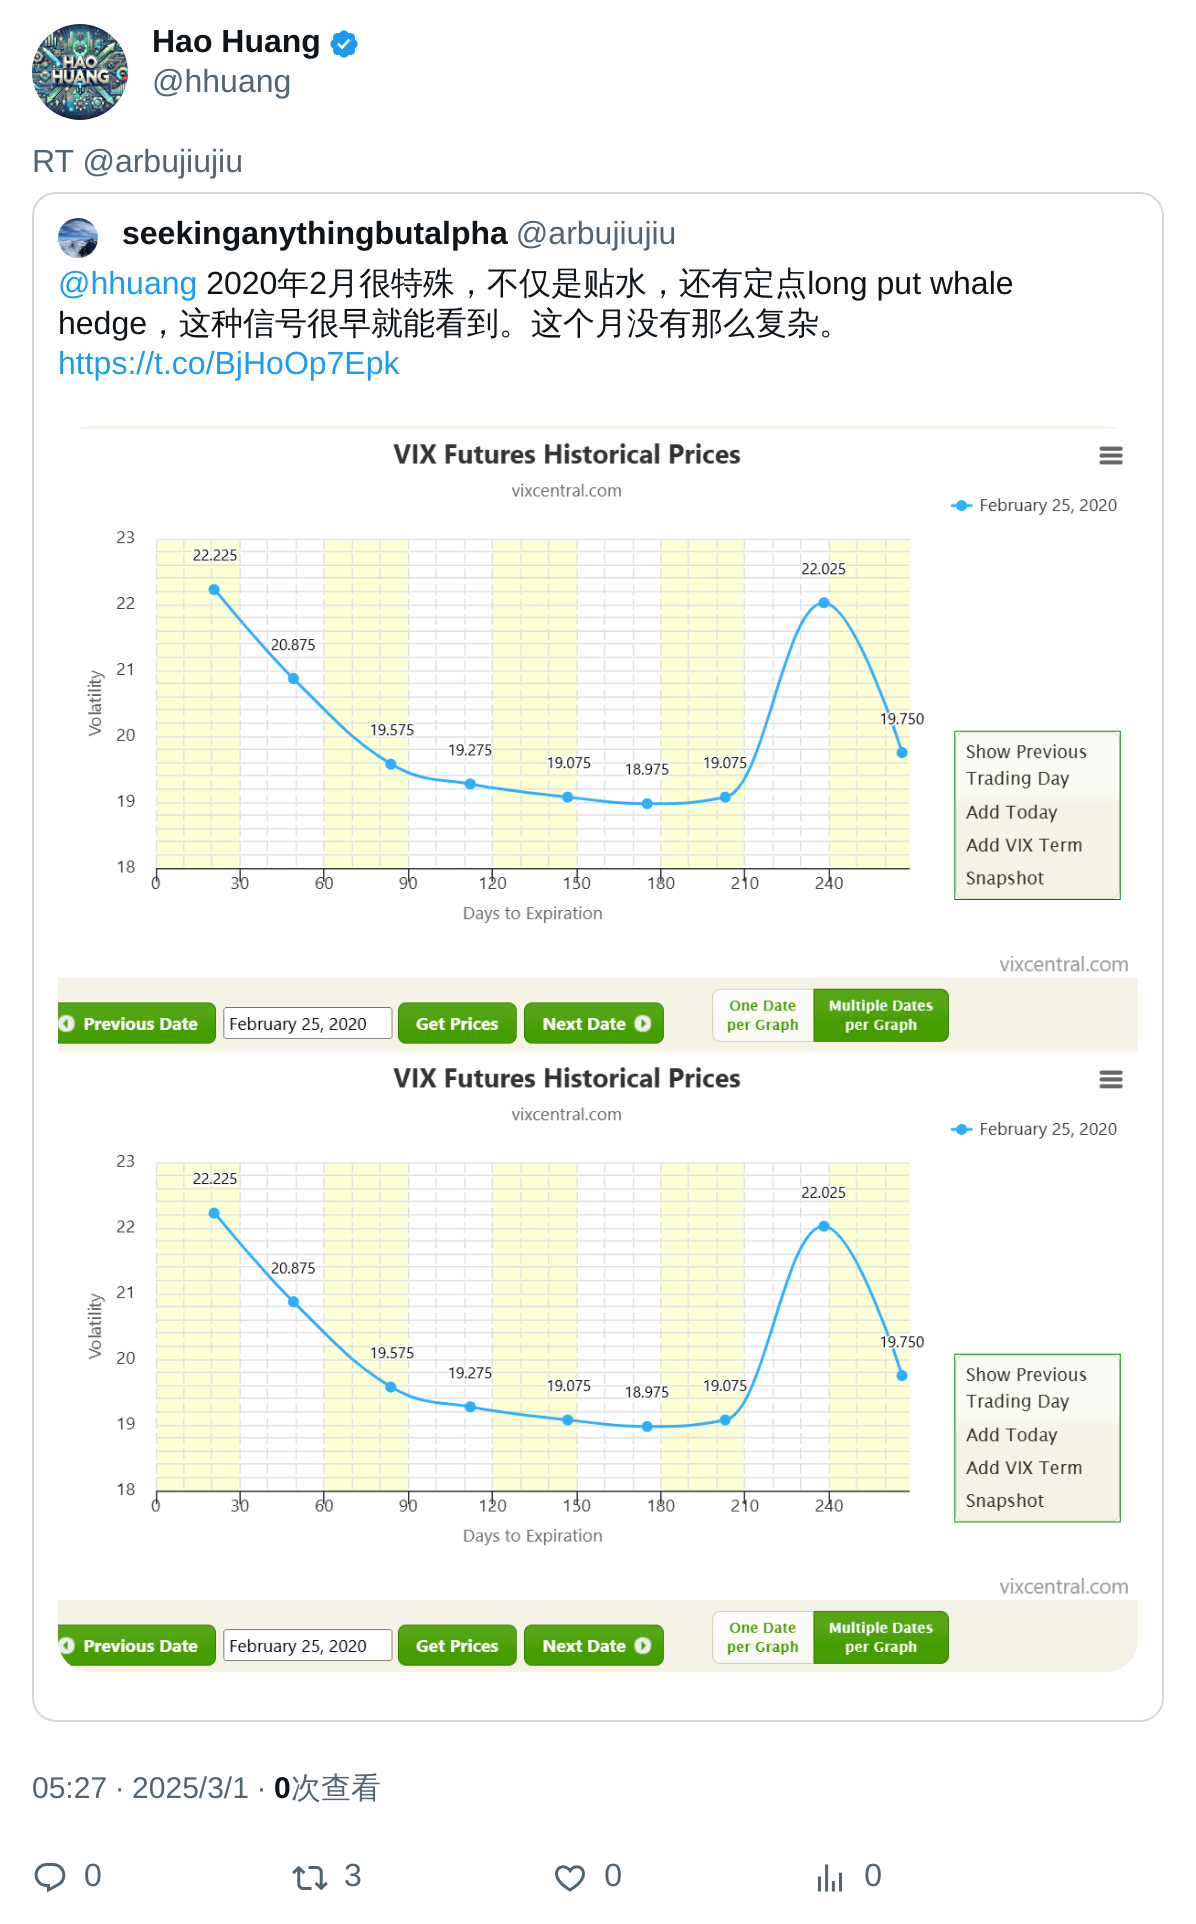 HAO
HUANG
Hao Huang
@hhuang
RT @arbujiujiu
seekinganythingbutalpha @arbujiujiu
@hhuang 2020年2月很特殊，不仅是贴水，还有定点long put whale
hedge，这种信号很早就能看到。这个月没有那么复杂。
https://t.co/BjHoOp7Epk
VIX Futures Historical Prices
vixcentral.com
February 25, 2020
23
22
21
20
19
18
Volatility
22.225
20.875
19.575
19.275
19.075
18.975
19.075
22.025
19.750
0
30
60
90
120
150
180
210
240
Days to Expiration
Show Previous
Trading Day
Add Today
Add VIX Term
Snapshot
vixcentral.com
Previous Date
February 25, 2020
Get Prices
Next Date
One Date
per Graph
Multiple Dates
per Graph
VIX Futures Historical Prices
vixcentral.com
February 25, 2020
23
22
21
20
19
18
Volatility
22.225
20.875
19.575
19.275
19.075
18.975
19.075
22.025
19.750
0
30
60
90
120
150
180
210
240
Days to Expiration
Show Previous
Trading Day
Add Today
Add VIX Term
Snapshot
vixcentral.com
Previous Date
February 25, 2020
Get Prices
Next Date
One Date
per Graph
Multiple Dates
per Graph
05:27 · 2025/3/1 · 0次查看
0
3
0
0